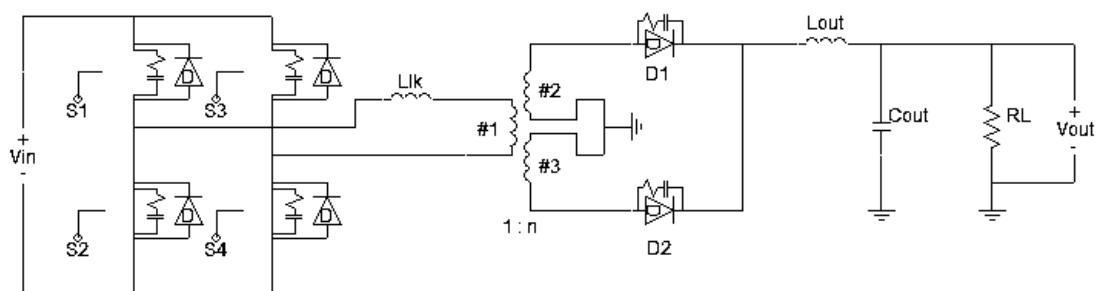 Lout
D
D1
D
D
S1
S3
Llk
#2
+
Vin
-
#1
Cout
RL
+
Vout
-
#3
D
D
S2
S4
1 : n
D
D2